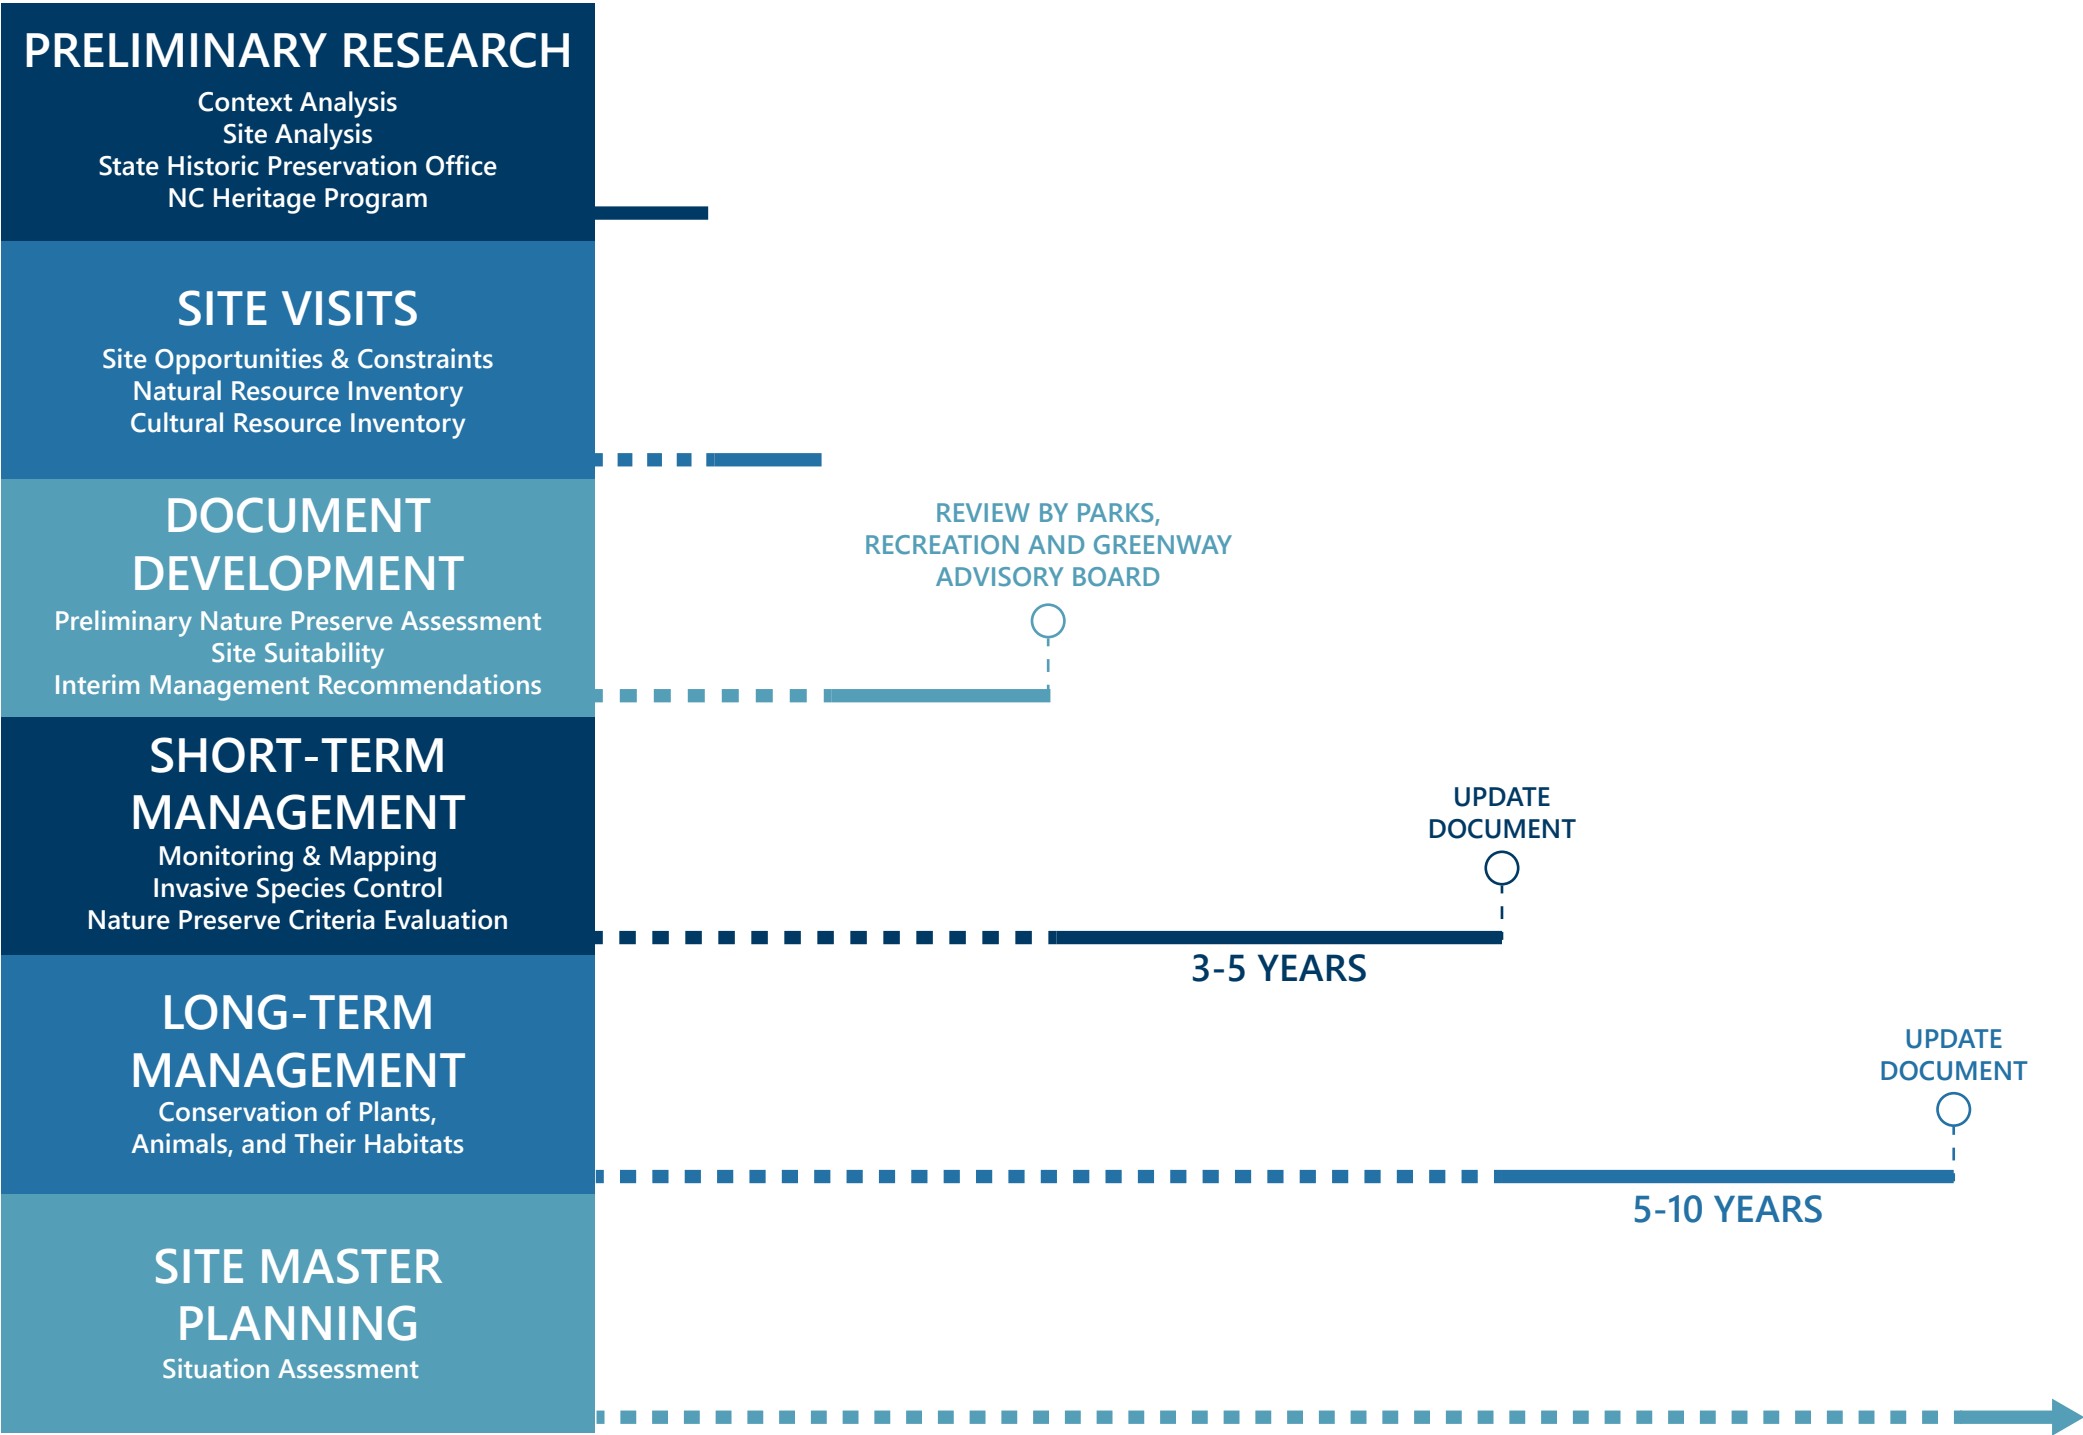 PRELIMINARY RESEARCH
Context Analysis
Site Analysis
State Historic Preservation Office
NC Heritage Program
SITE VISITS
Site Opportunities & Constraints
Natural Resource Inventory
Cultural Resource Inventory
DOCUMENT
DEVELOPMENT
Preliminary Nature Preserve Assessment
Site Suitability
Interim Management Recommendations
REVIEW BY PARKS,
RECREATION AND GREENWAY
ADVISORY BOARD
SHORT-TERM
MANAGEMENT
Monitoring & Mapping
Invasive Species Control
Nature Preserve Criteria Evaluation
UPDATE
DOCUMENT
3-5 YEARS
LONG-TERM
MANAGEMENT
Conservation of Plants,
Animals, and Their Habitats
UPDATE
DOCUMENT
5-10 YEARS
SITE MASTER
PLANNING
Situation Assessment